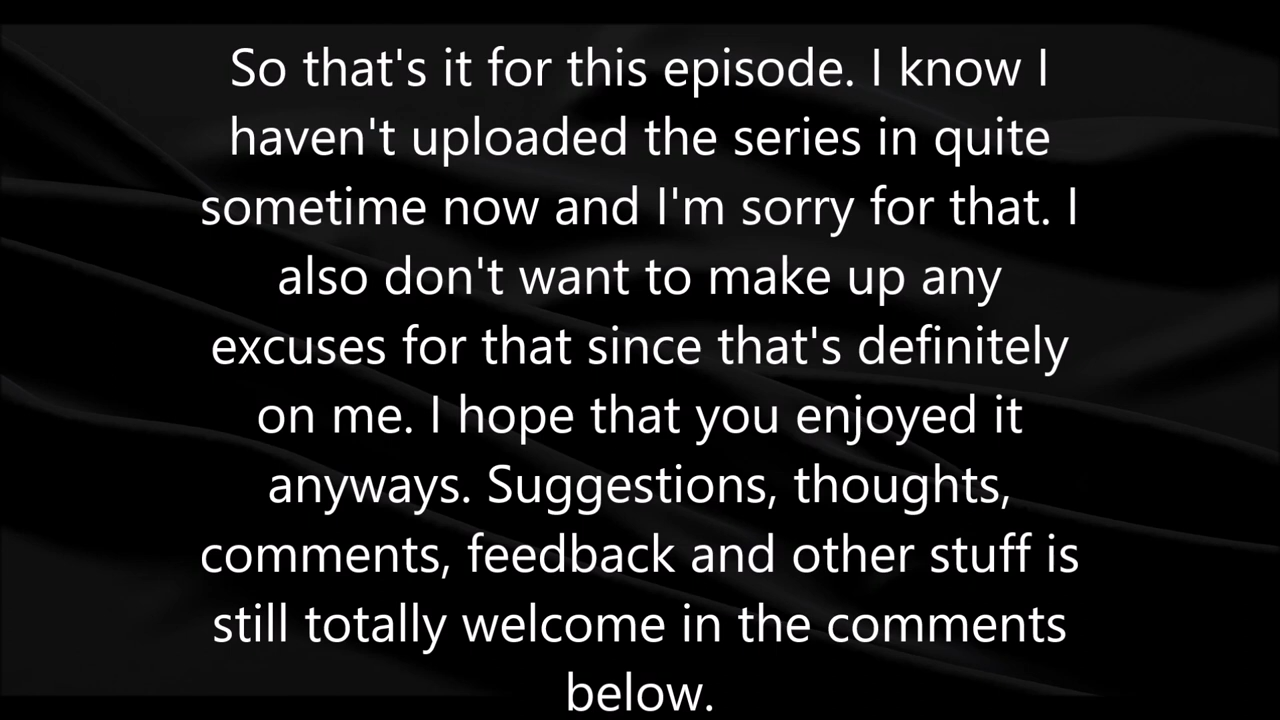 So that's it for this episode. I know I
haven't uploaded the series in quite
sometime now and I'm sorry for that. I
also don't want to make up any
excuses for that since that's definitely
on me. I hope that you enjoyed it
anyways. Suggestions, thoughts,
comments, feedback and other stuff is
still totally welcome in the comments
below.